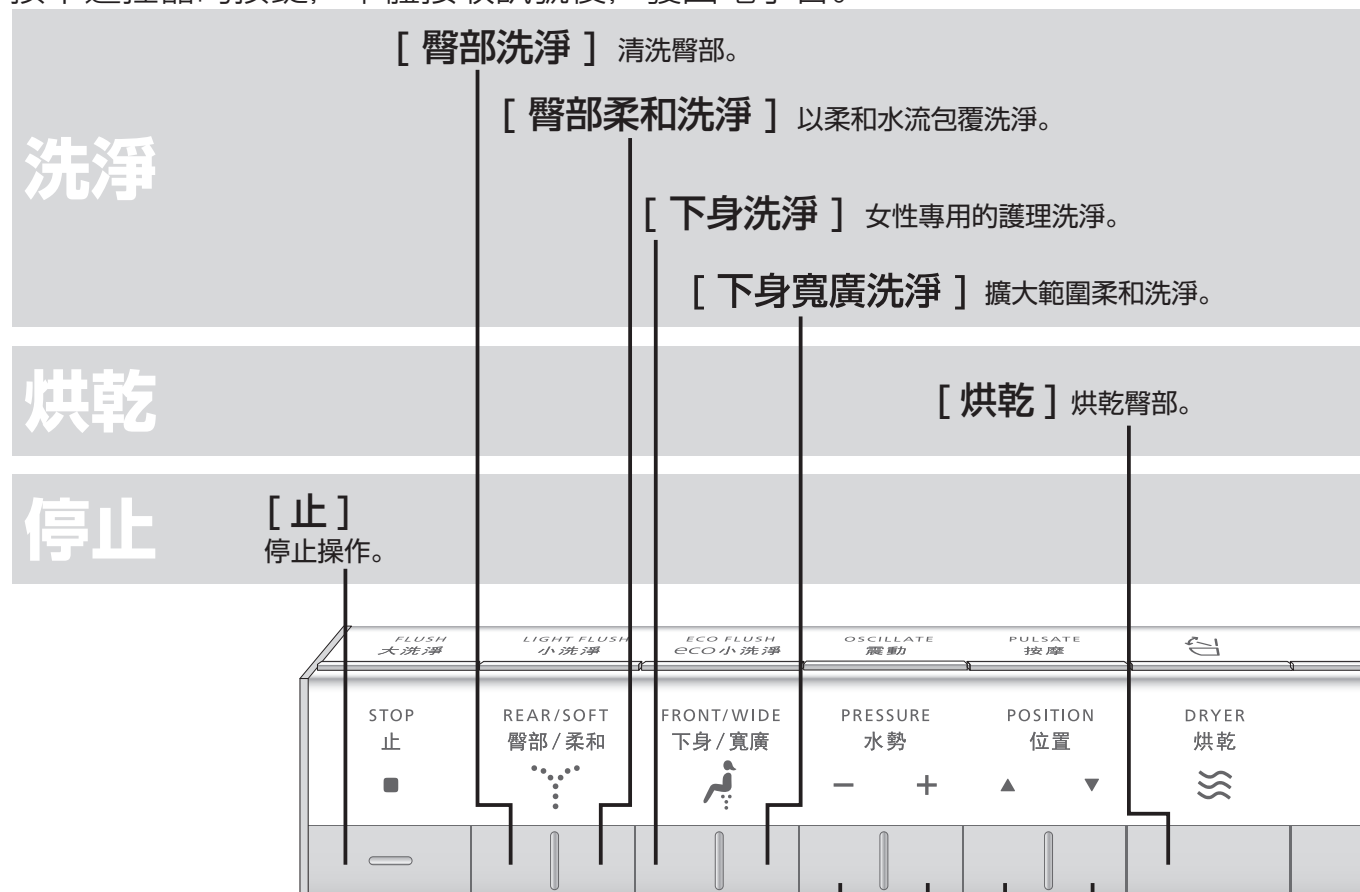 [ 臀部洗淨 ] 清洗臀部。
[ 臀部柔和洗淨 ] 以柔和水流包覆洗淨。
洗淨
[ 下身洗淨 ] 女性專用的護理洗淨。
[ 下身寬廣洗淨 ] 擴大範圍柔和洗淨。
烘乾
[ 烘乾 ] 烘乾臀部。
停止
[ 止 ]
停止操作。
FLUSH LIGHT FLUSH ECO FLUSH OSCILLATE PULSATE
大洗淨 小洗淨 eco小洗淨 震動 按摩
STOP REAR/SOFT FRONT/WIDE PRESSURE POSITION DRYER
止 臀部/柔和 下身/寬廣 水勢 位置 烘乾
− + ▲ ▼